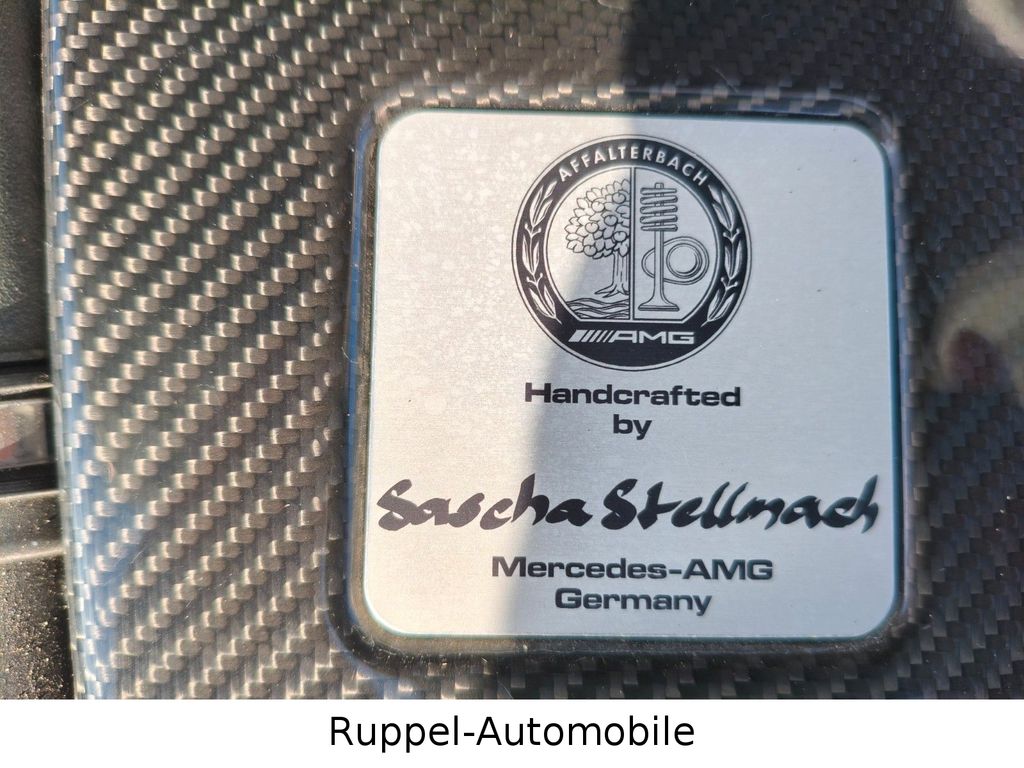 AFFALTERBACH
AMG
Handcrafted
by
Sascha Stellmach
Mercedes-AMG
Germany
Ruppel-Automobile